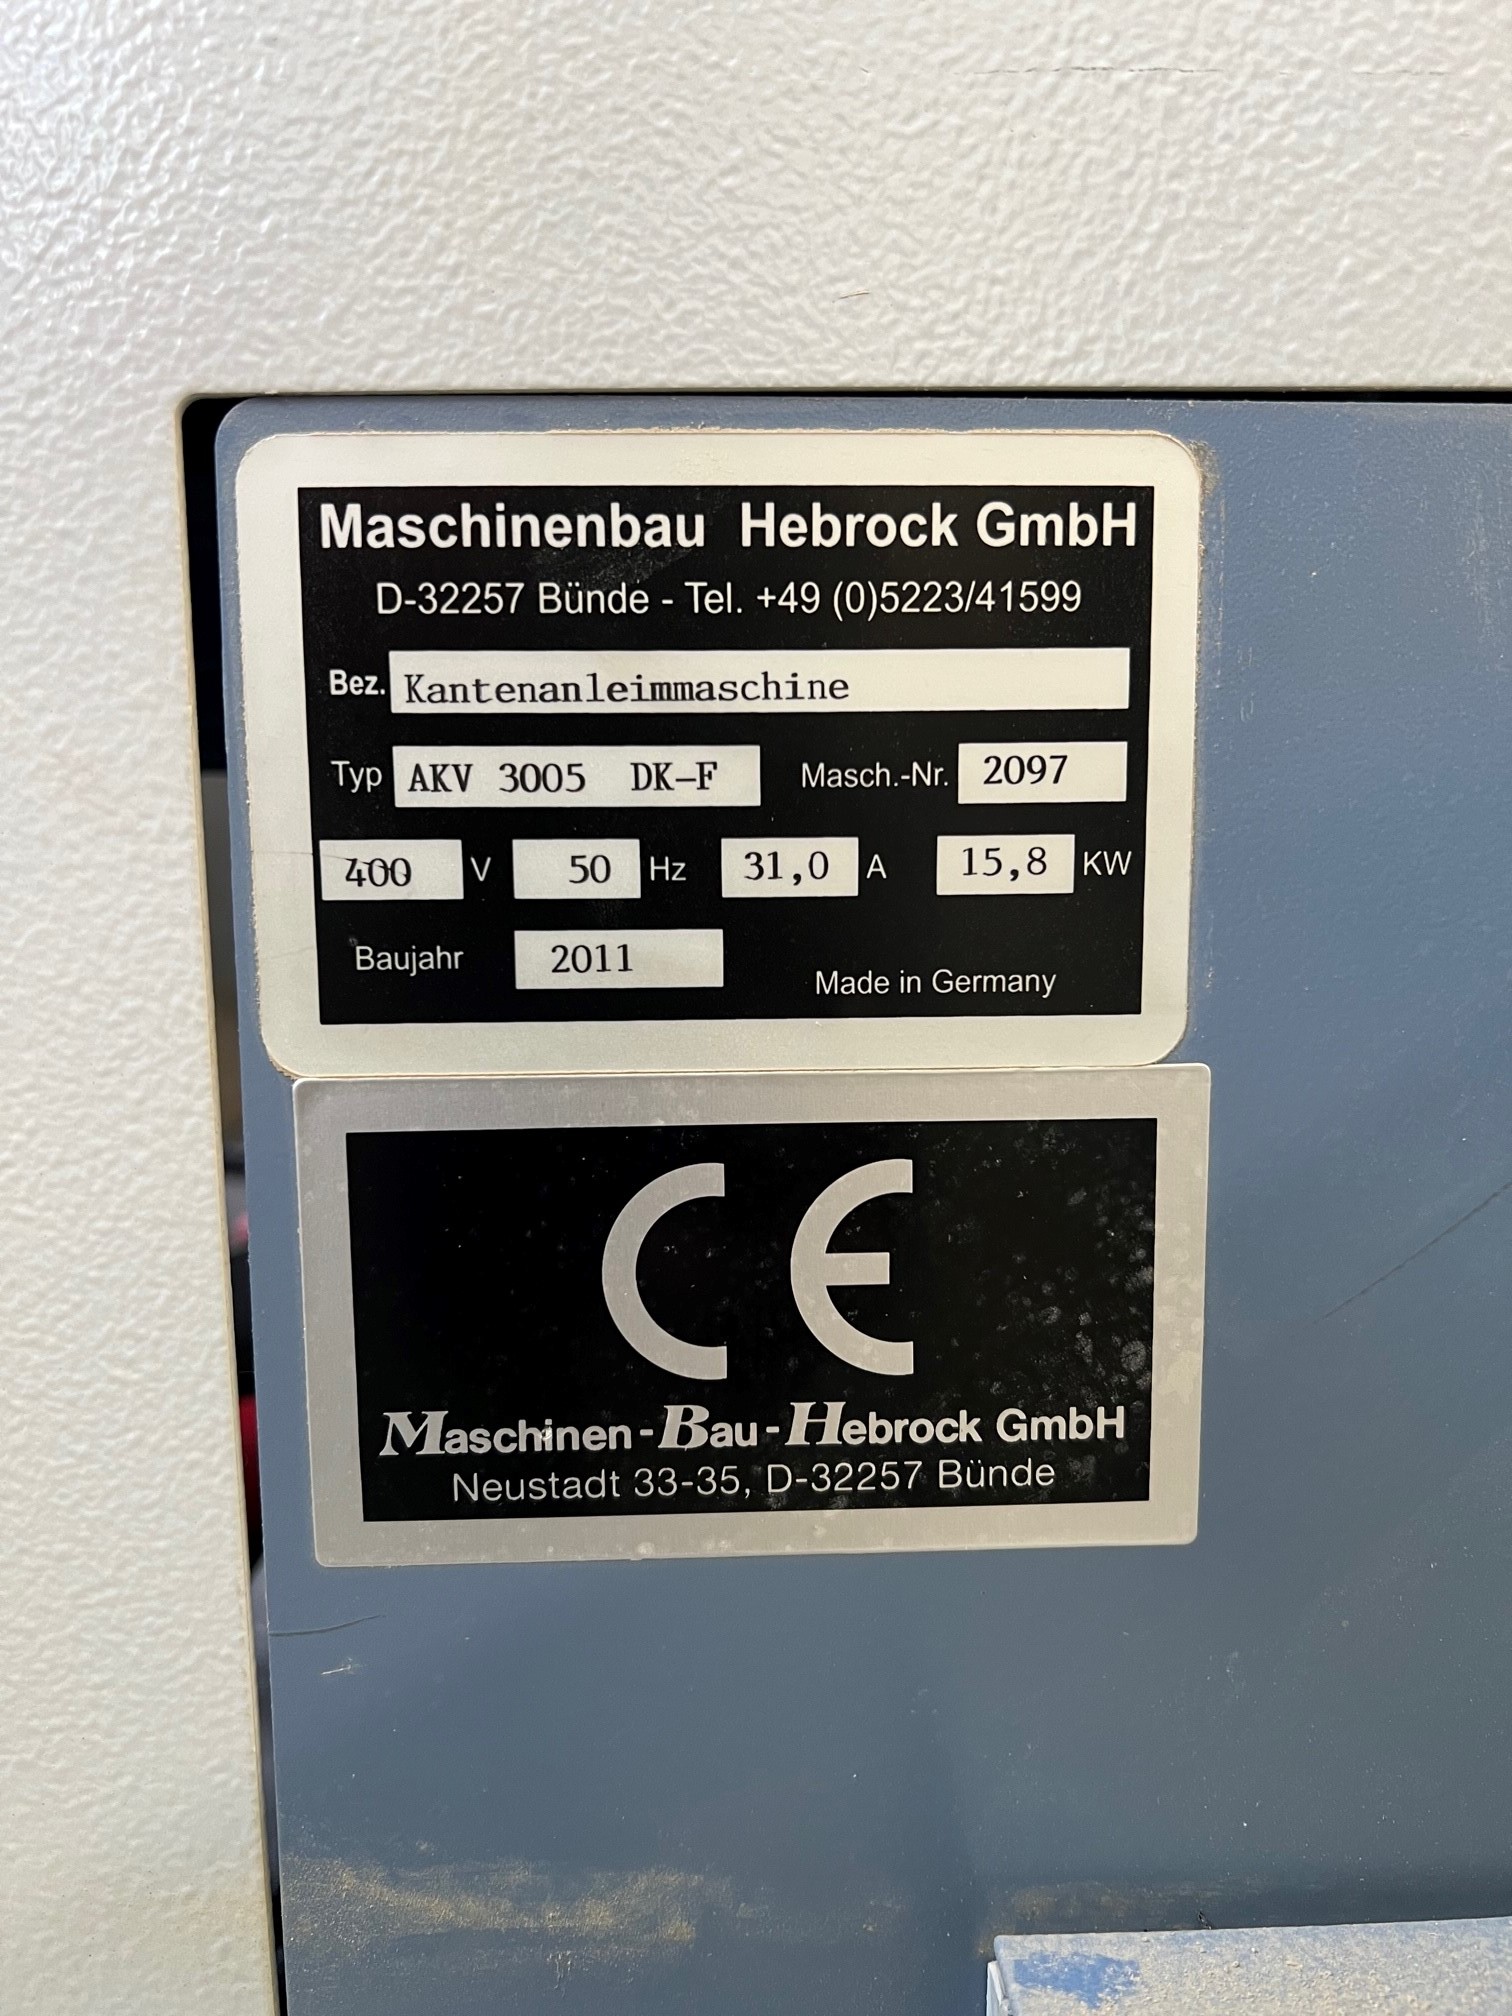 Maschinenbau Hebrock GmbH
D-32257 Bünde - Tel. +49 (0)5223/41599
Bez. Kantenanleimmaschine
Typ AKV 3005 DK-F Masch.-Nr. 2097
400 V 50 Hz 31,0 A 15,8 KW
Baujahr 2011
Made in Germany
CE
Maschinen-Bau-Hebrock GmbH
Neustadt 33-35, D-32257 Bünde